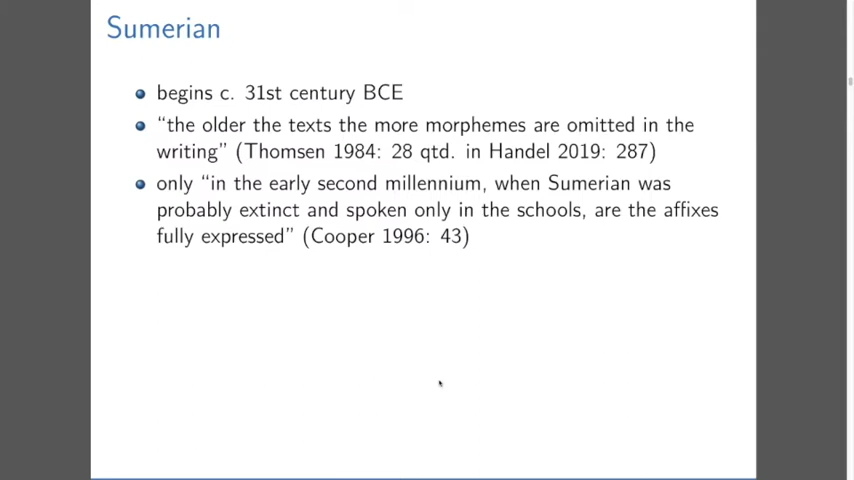 Sumerian
begins c. 31st century BCE
“the older the texts the more morphemes are omitted in the
writing” (Thomsen 1984: 28 qtd. in Handel 2019: 287)
only “in the early second millennium, when Sumerian was
probably extinct and spoken only in the schools, are the affixes
fully expressed” (Cooper 1996: 43)